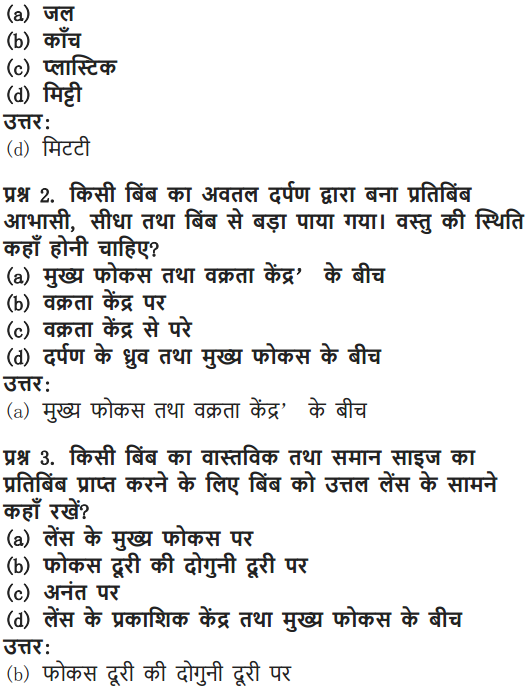 (a) जल
(b) काँच
(c) प्लास्टिक
(d) मिट्टी
उत्तर:
(d) मिटटी
प्रश्न 2. किसी बिंब का अवतल दर्पण द्वारा बना प्रतिबिंब
आभासी, सीधा तथा बिंब से बड़ा पाया गया। वस्तु की स्थिति
कहाँ होनी चाहिए?
(a) मुख्य फोकस तथा वक्रता केंद्र’ के बीच
(b) वक्रता केंद्र पर
(c) वक्रता केंद्र से परे
(d) दर्पण के ध्रुव तथा मुख्य फोकस के बीच
उत्तर:
(a) मुख्य फोकस तथा वक्रता केंद्र’ के बीच
प्रश्न 3. किसी बिंब का वास्तविक तथा समान साइज का
प्रतिबिंब प्राप्त करने के लिए बिंब को उत्तल लेंस के सामने
कहाँ रखें?
(a) लेंस के मुख्य फोकस पर
(b) फोकस दूरी की दोगुनी दूरी पर
(c) अनंत पर
(d) लेंस के प्रकाशिक केंद्र तथा मुख्य फोकस के बीच
उत्तर:
(b) फोकस दूरी की दोगुनी दूरी पर